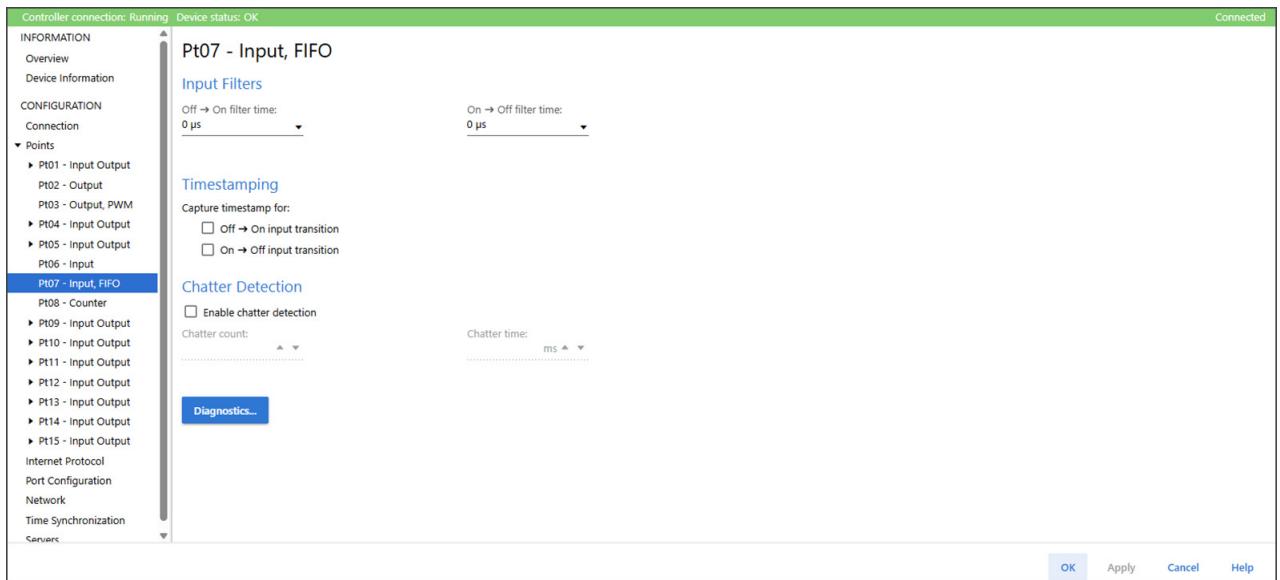 Controller connection: Running Device status: OK Connected
INFORMATION
Overview
Device Information
CONFIGURATION
Connection
Points
Pt01 - Input Output
Pt02 - Output
Pt03 - Output, PWM
Pt04 - Input Output
Pt05 - Input Output
Pt06 - Input
Pt07 - Input, FIFO
Pt08 - Counter
Pt09 - Input Output
Pt10 - Input Output
Pt11 - Input Output
Pt12 - Input Output
Pt13 - Input Output
Pt14 - Input Output
Pt15 - Input Output
Internet Protocol
Port Configuration
Network
Time Synchronization
Servers
Pt07 - Input, FIFO
Input Filters
Off → On filter time: On → Off filter time:
0 µs 0 µs
Timestamping
Capture timestamp for:
Off → On input transition
On → Off input transition
Chatter Detection
Enable chatter detection
Chatter count: Chatter time:
ms
Diagnostics...
OK Apply Cancel Help